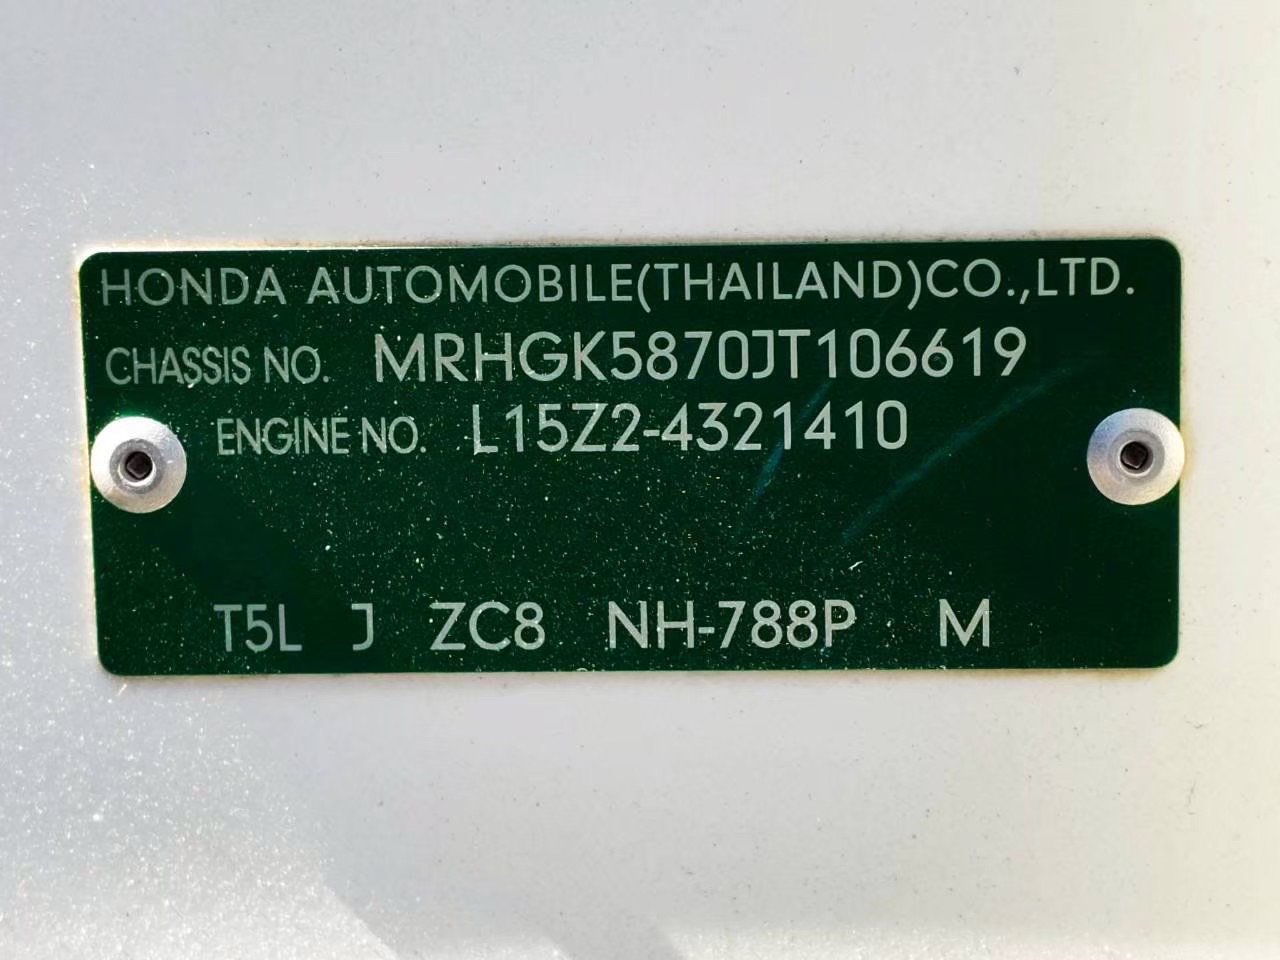 HONDA AUTOMOBILE(THAILAND)CO.,LTD.
CHASSIS NO. MRHGK5870JT106619
ENGINE NO. L15Z2-4321410
T5L J ZC8 NH-788P M